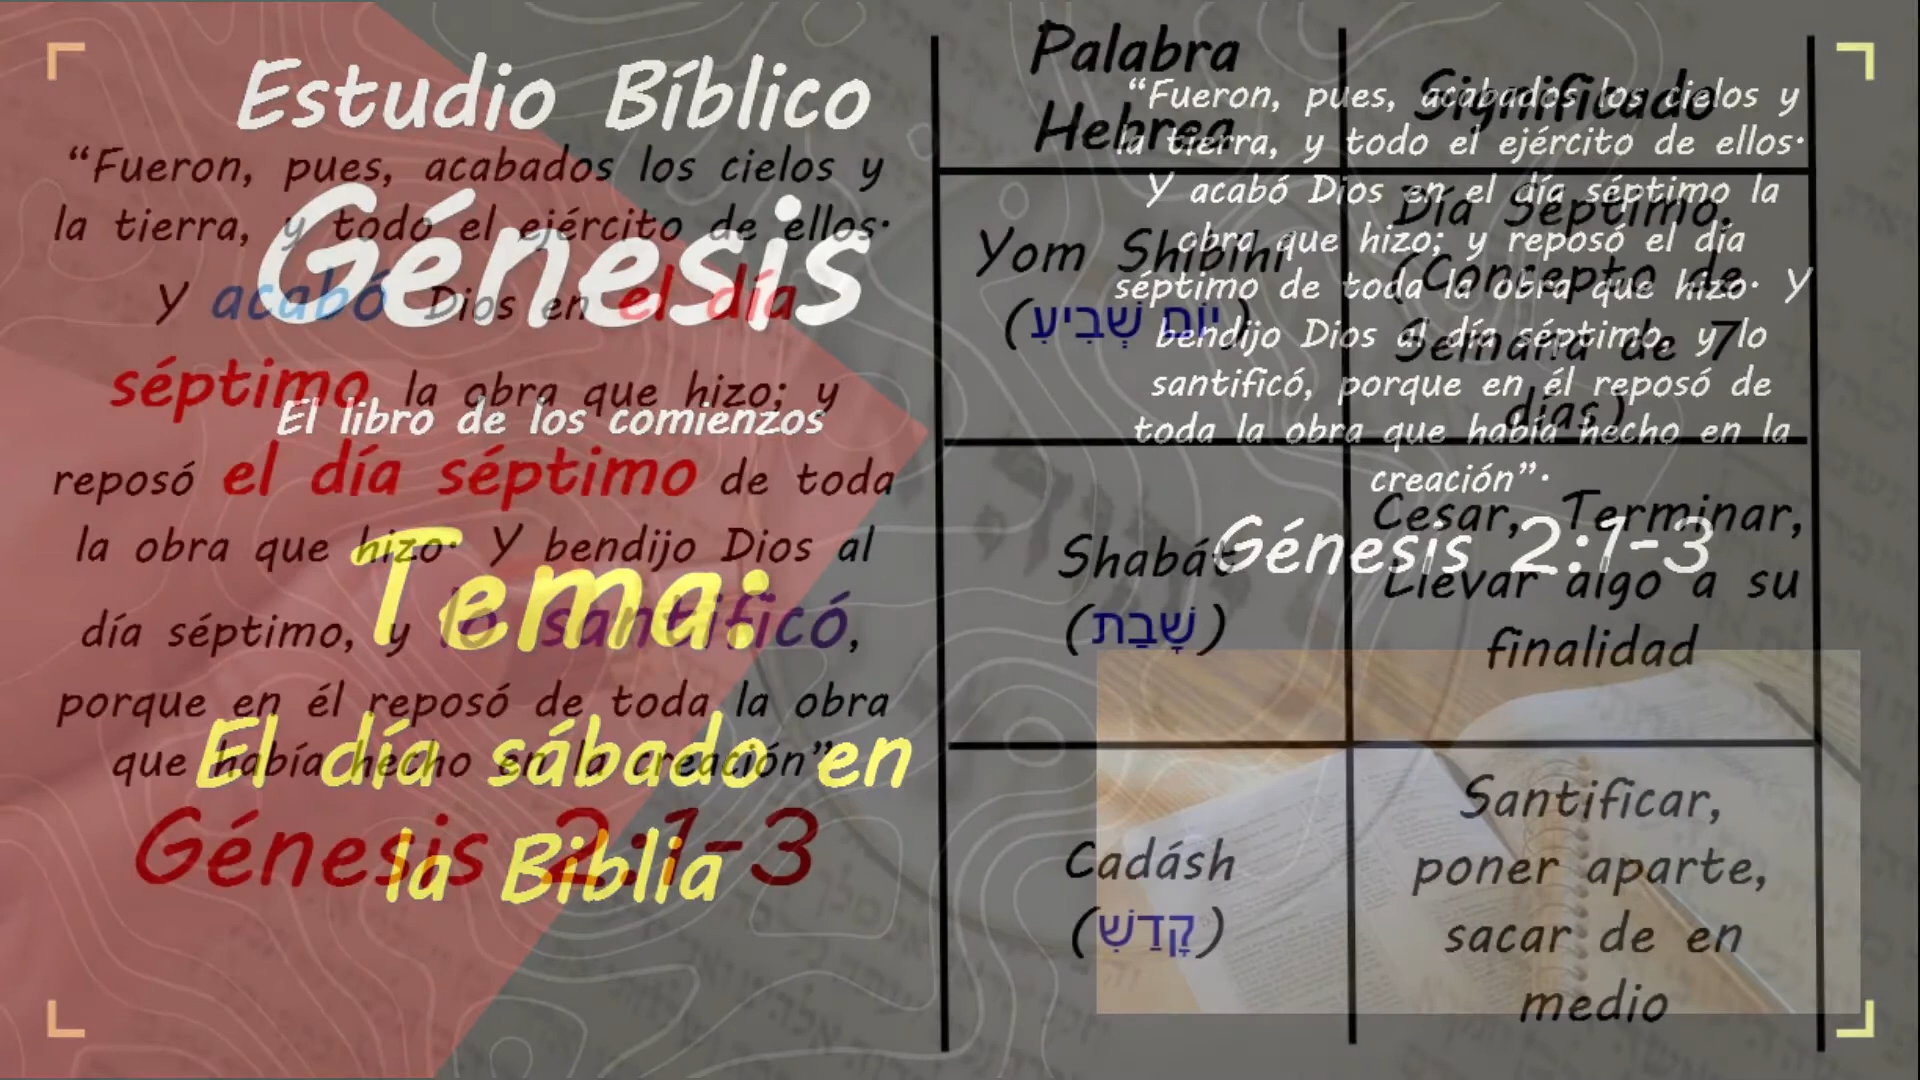 Estudio Bíblico
Génesis
El libro de los comienzos
Tema:
El día sábado en
la Biblia
“Fueron, pues, acabados los cielos y
la tierra, y todo el ejército de ellos.
Y acabó Dios en el día séptimo la
obra que hizo; y reposó el día
séptimo de toda la obra que hizo. Y
bendijo Dios al día séptimo, y lo
santificó, porque en él reposó de
toda la obra que había hecho en la
creación”.
Génesis 2:1-3
“Fueron, pues, acabados los cielos y
la tierra, y todo el ejército de ellos.
Y acabó Dios en el día
séptimo la obra que hizo; y
reposó el día séptimo de toda
la obra que hizo. Y bendijo Dios al
día séptimo, y lo santificó,
porque en él reposó de toda la obra
que había hecho en la creación”
Génesis 2:1-3
Palabra
Hebrea
Significado
Yom Shibihi
(יוֹם שְׁבִיעִ)
Día Séptimo.
(Concepto de
Semana de 7
días)
Shabát
(שָׁבַת)
Cesar, Terminar,
Llevar algo a su
finalidad
Cadásh
(קָדַשׁ)
Santificar,
poner aparte,
sacar de en
medio